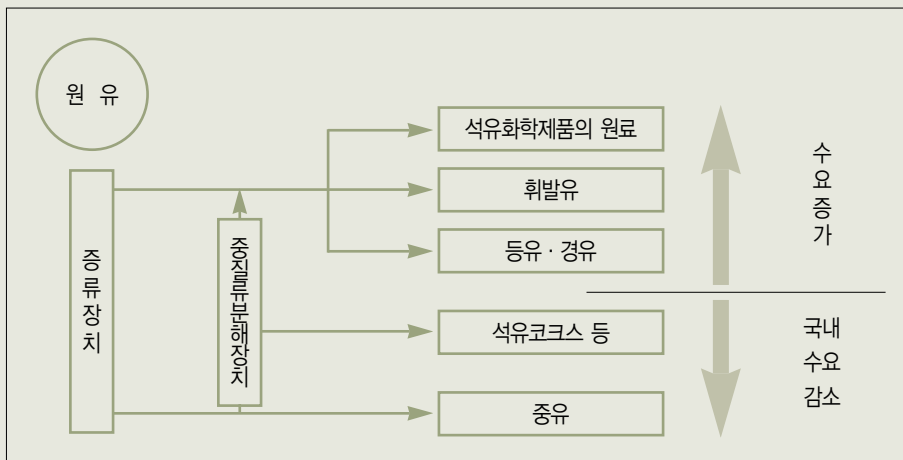 원 유
증류장치
중질류분해장치
석유화학제품의 원료
휘발유
등유 · 경유
석유코크스 등
중유
수요증가
국내
수요
감소